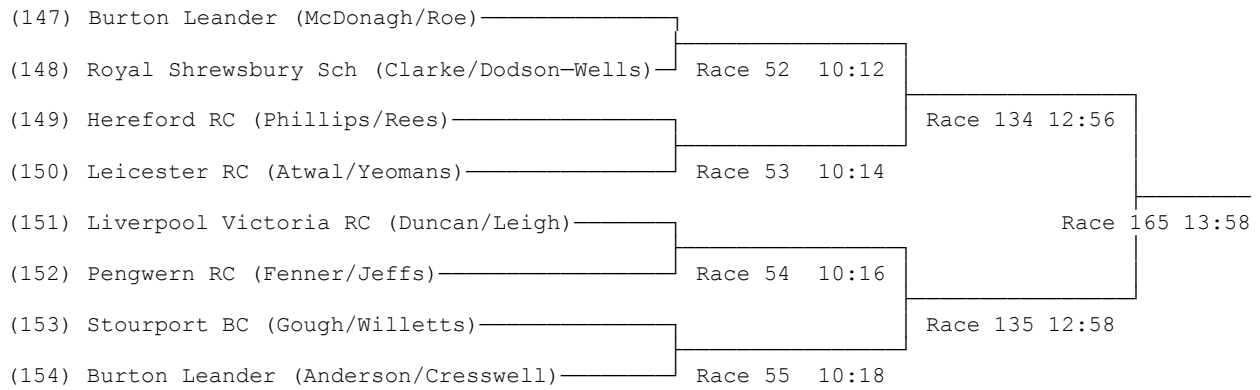 (147) Burton Leander (McDonagh/Roe)
(148) Royal Shrewsbury Sch (Clarke/Dodson-Wells) Race 52 10:12
(149) Hereford RC (Phillips/Rees) Race 134 12:56
(150) Leicester RC (Atwal/Yeomans) Race 53 10:14
(151) Liverpool Victoria RC (Duncan/Leigh) Race 165 13:58
(152) Pengwern RC (Fenner/Jeffs) Race 54 10:16
(153) Stourport BC (Gough/Willetts) Race 135 12:58
(154) Burton Leander (Anderson/Cresswell) Race 55 10:18